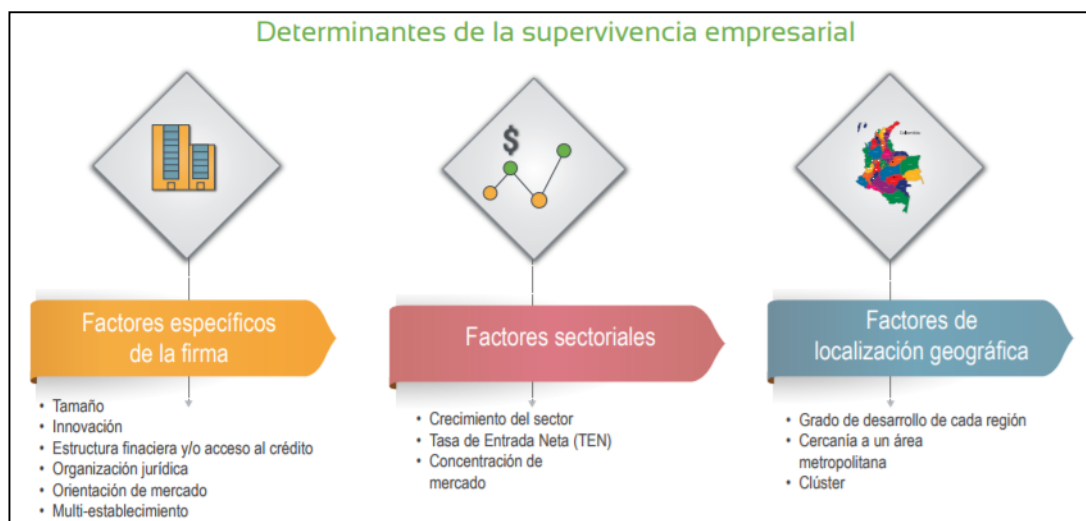 Determinantes de la supervivencia empresarial
$
Colombia
Factores específicos
de la firma
Factores sectoriales
Factores de
localización geográfica
• Tamaño
• Innovación
• Estructura finaciera y/o acceso al crédito
• Organización jurídica
• Orientación de mercado
• Multi-establecimiento
• Crecimiento del sector
• Tasa de Entrada Neta (TEN)
• Concentración de
mercado
• Grado de desarrollo de cada región
• Cercanía a un área
metropolitana
• Clúster